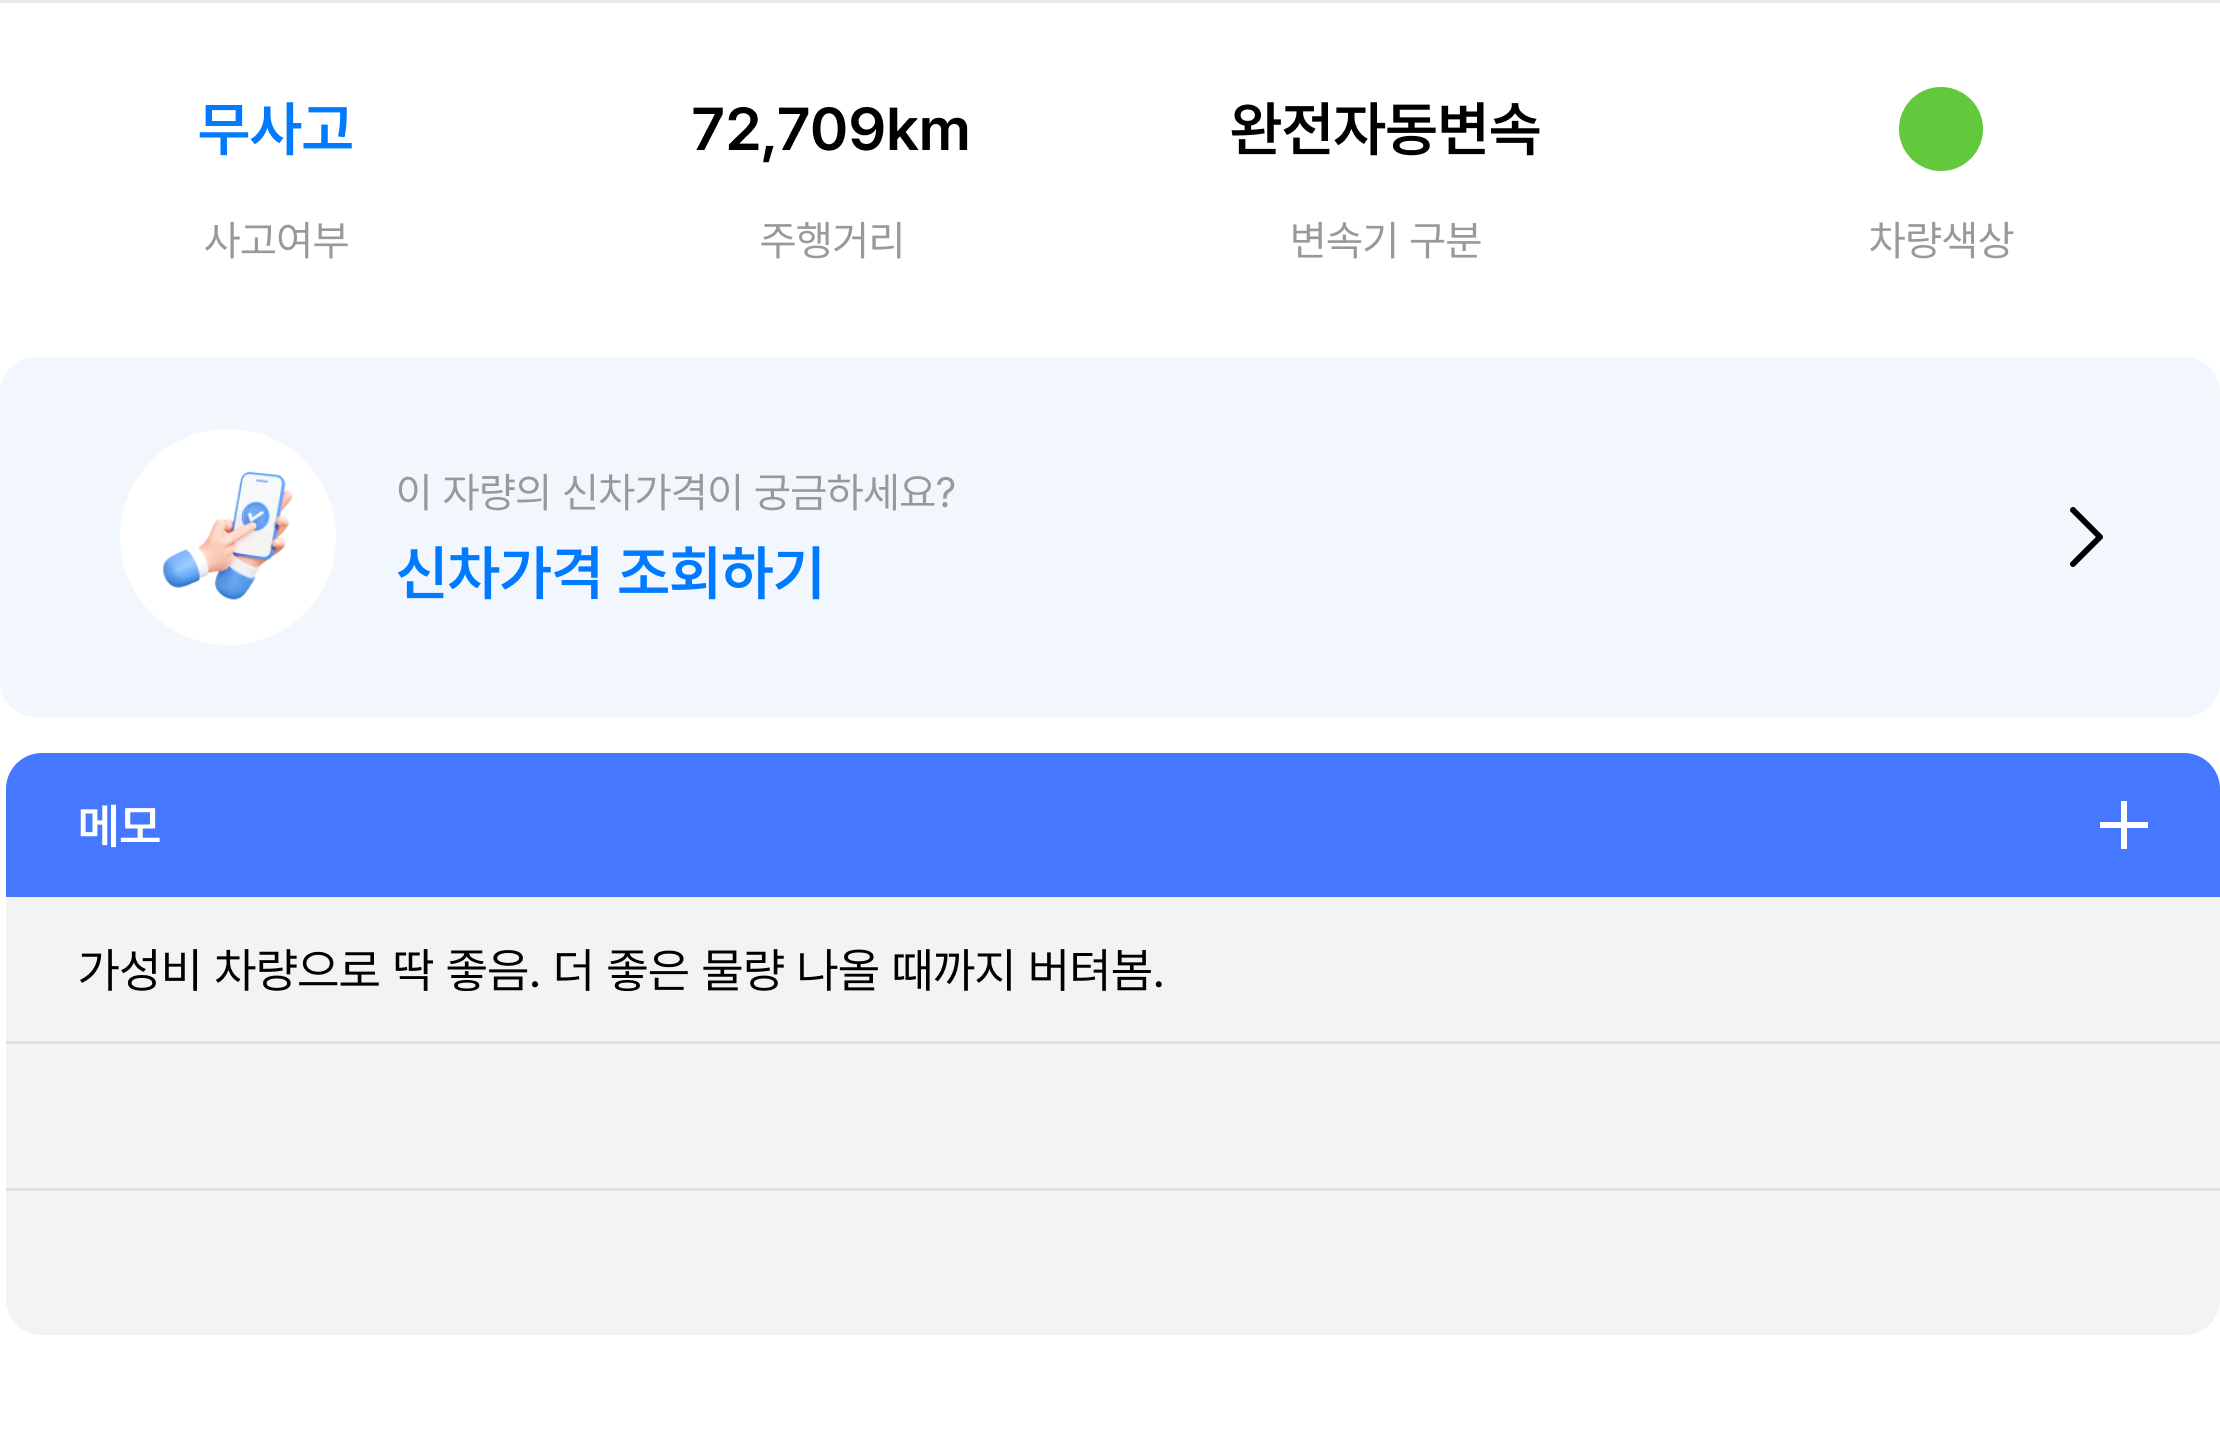 무사고
72,709km
완전자동변속
사고여부
주행거리
변속기 구분
차량색상
이 자량의 신차가격이 궁금하세요?
신차가격 조회하기
메모
가성비 차량으로 딱 좋음. 더 좋은 물량 나올 때까지 버텨봄.